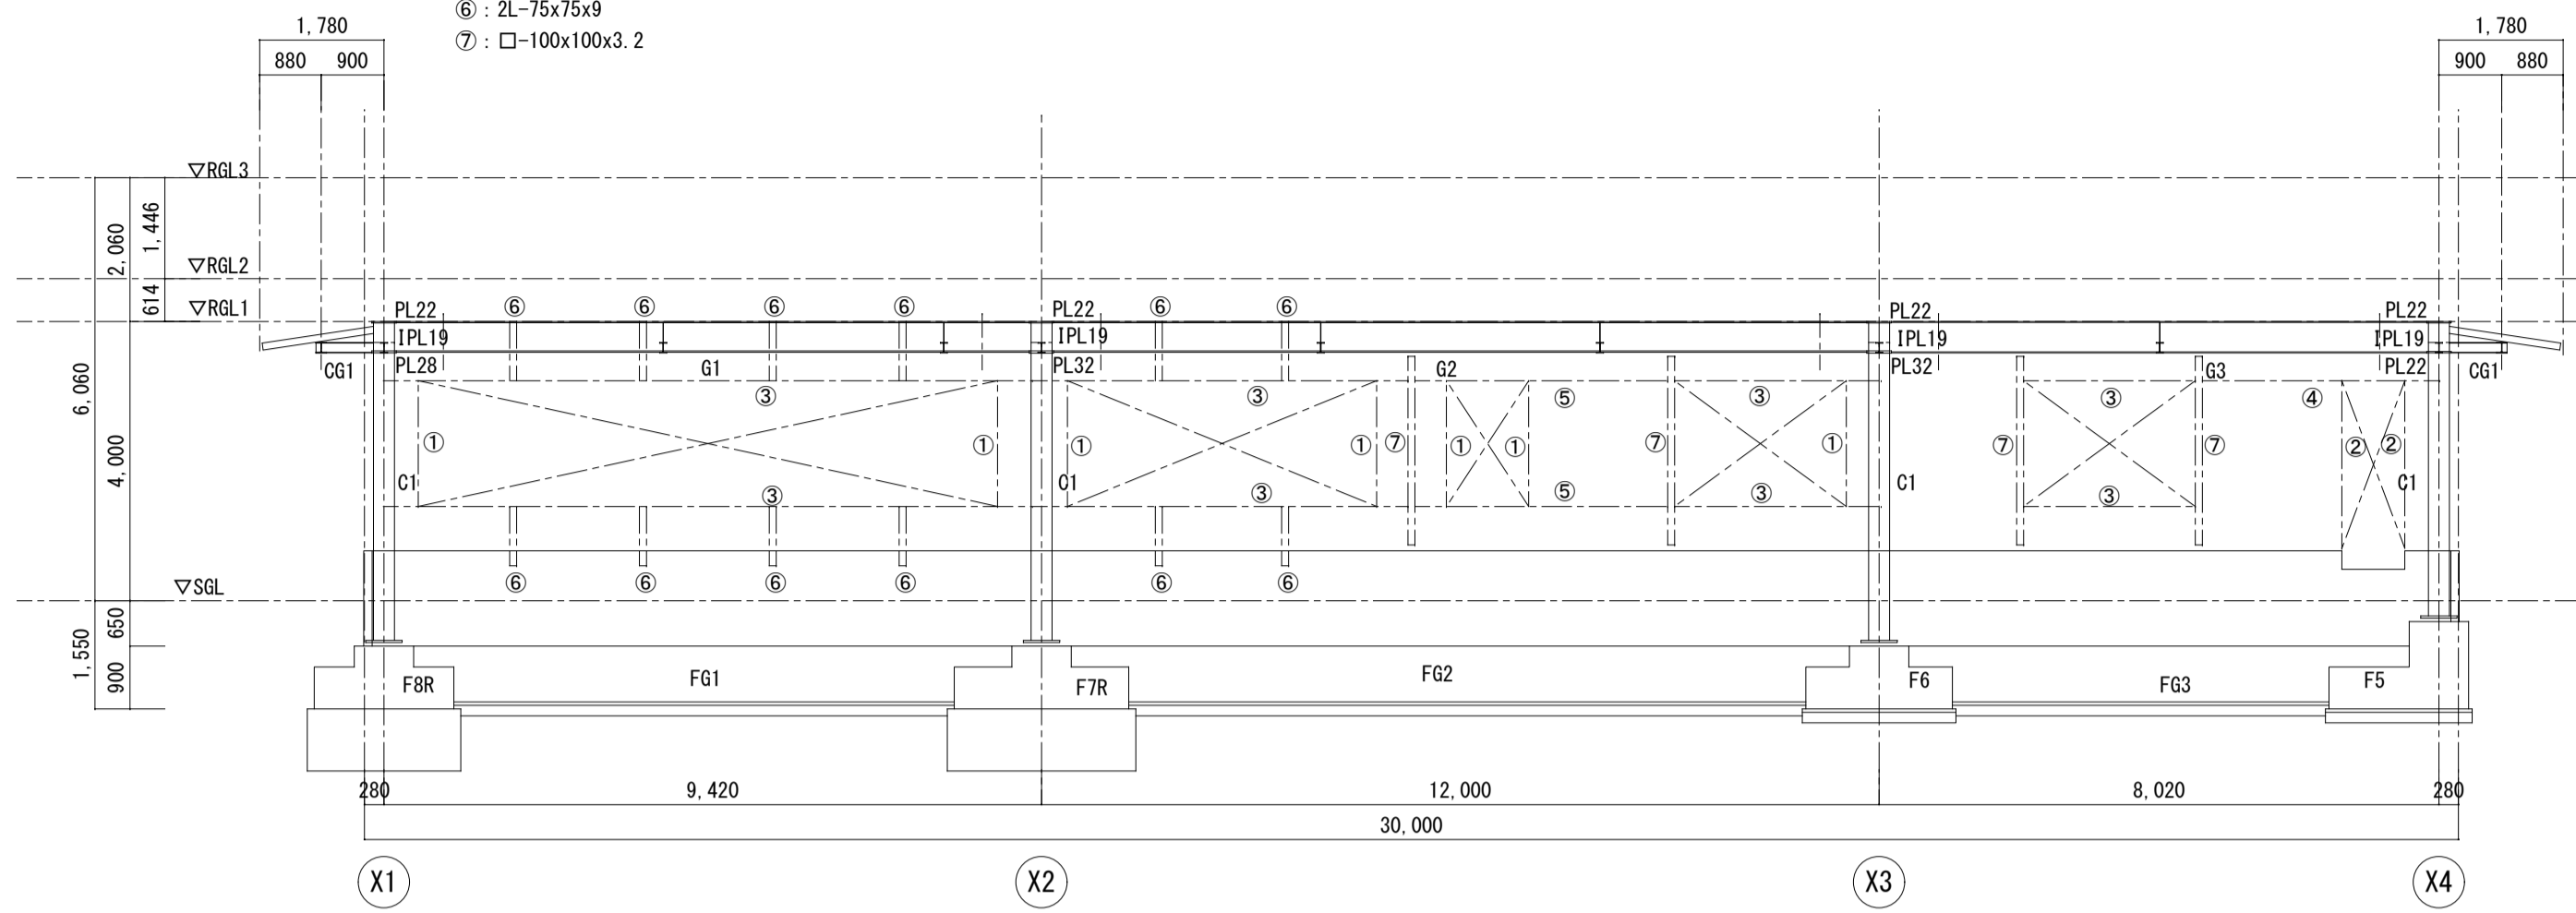 ⑥ : 2L-75x75x9
⑦ : □-100x100x3.2
1,780 1,780
880 900 900 880
▽RGL3
▽RGL2
▽RGL1
▽SGL
1,446
2,060
614
6,060
4,000
650
1,550
900
⑥ ⑥ ⑥ ⑥ ⑥ ⑥
PL22 PL22 PL22 PL22
IPL19 IPL19 IPL19 IPL19
PL28 PL32 PL32 PL22
CG1 G1 G2 G3 CG1
③ ③ ⑤ ③ ③ ④
① ① ① ① ⑦ ① ① ⑦ ① ⑦ ⑦ ② ②
C1 C1 C1 C1
③ ③ ⑤ ③ ③
⑥ ⑥ ⑥ ⑥ ⑥ ⑥
F8R FG1 F7R FG2 F6 FG3 F5
280 9,420 12,000 8,020 280
30,000
X1 X2 X3 X4